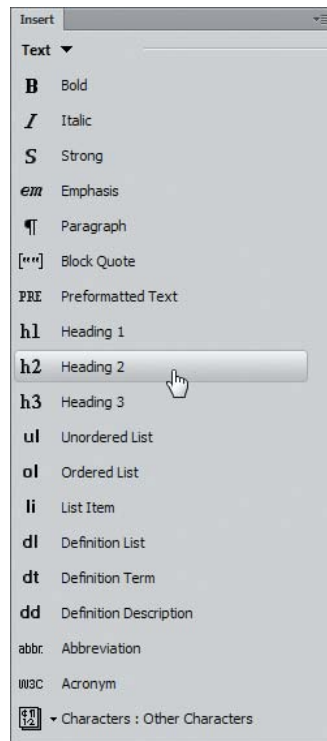 Insert
Text
B Bold
I Italic
S Strong
em Emphasis
¶ Paragraph
[""] Block Quote
PRE Preformatted Text
h1 Heading 1
h2 Heading 2
h3 Heading 3
ul Unordered List
ol Ordered List
li List Item
dl Definition List
dt Definition Term
dd Definition Description
abbr. Abbreviation
W3C Acronym
Characters : Other Characters